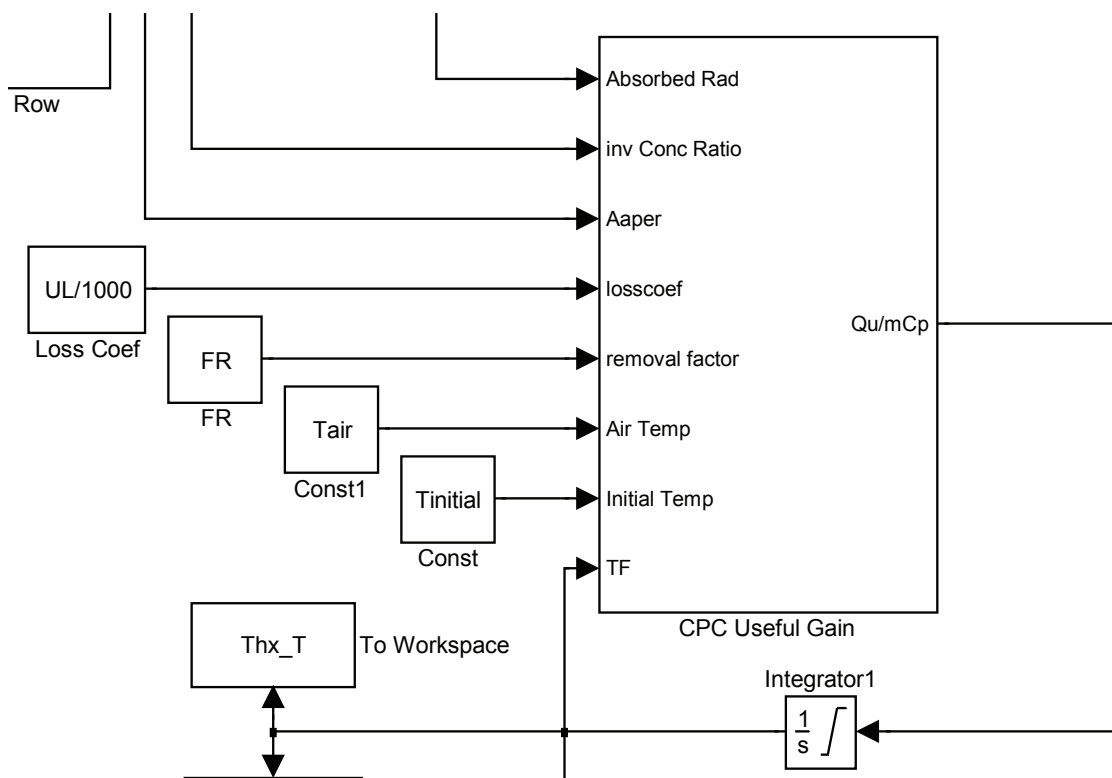 Row
Absorbed Rad
inv Conc Ratio
Aaper
UL/1000
losscoef
Loss Coef
Qu/mCp
FR
removal factor
FR
Tair
Air Temp
Const1
Tinitial
Initial Temp
Const
TF
CPC Useful Gain
Thx_T
To Workspace
Integrator1
1
s